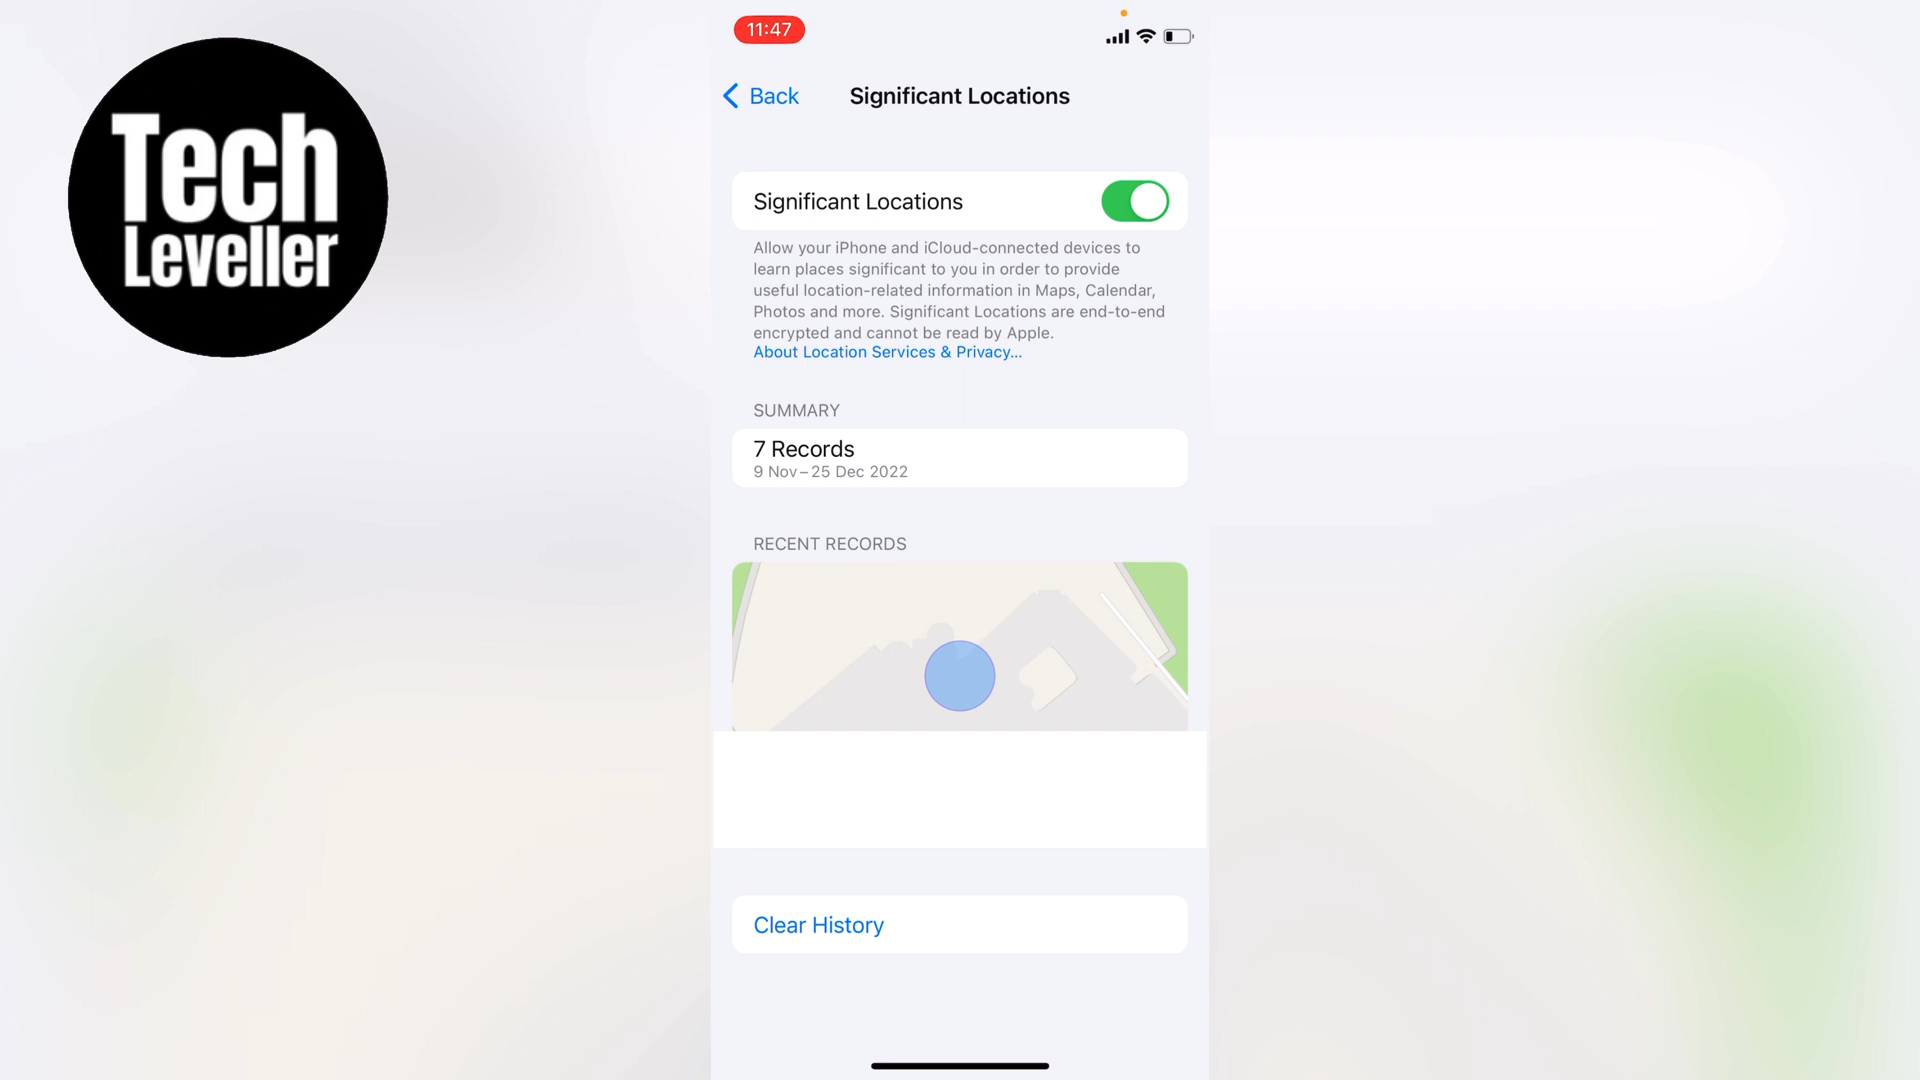 Tech
Leveller
11:47
Back
Significant Locations
Significant Locations
Allow your iPhone and iCloud-connected devices to
learn places significant to you in order to provide
useful location-related information in Maps, Calendar,
Photos and more. Significant Locations are end-to-end
encrypted and cannot be read by Apple.
About Location Services & Privacy...
SUMMARY
7 Records
9 Nov – 25 Dec 2022
RECENT RECORDS
Clear History